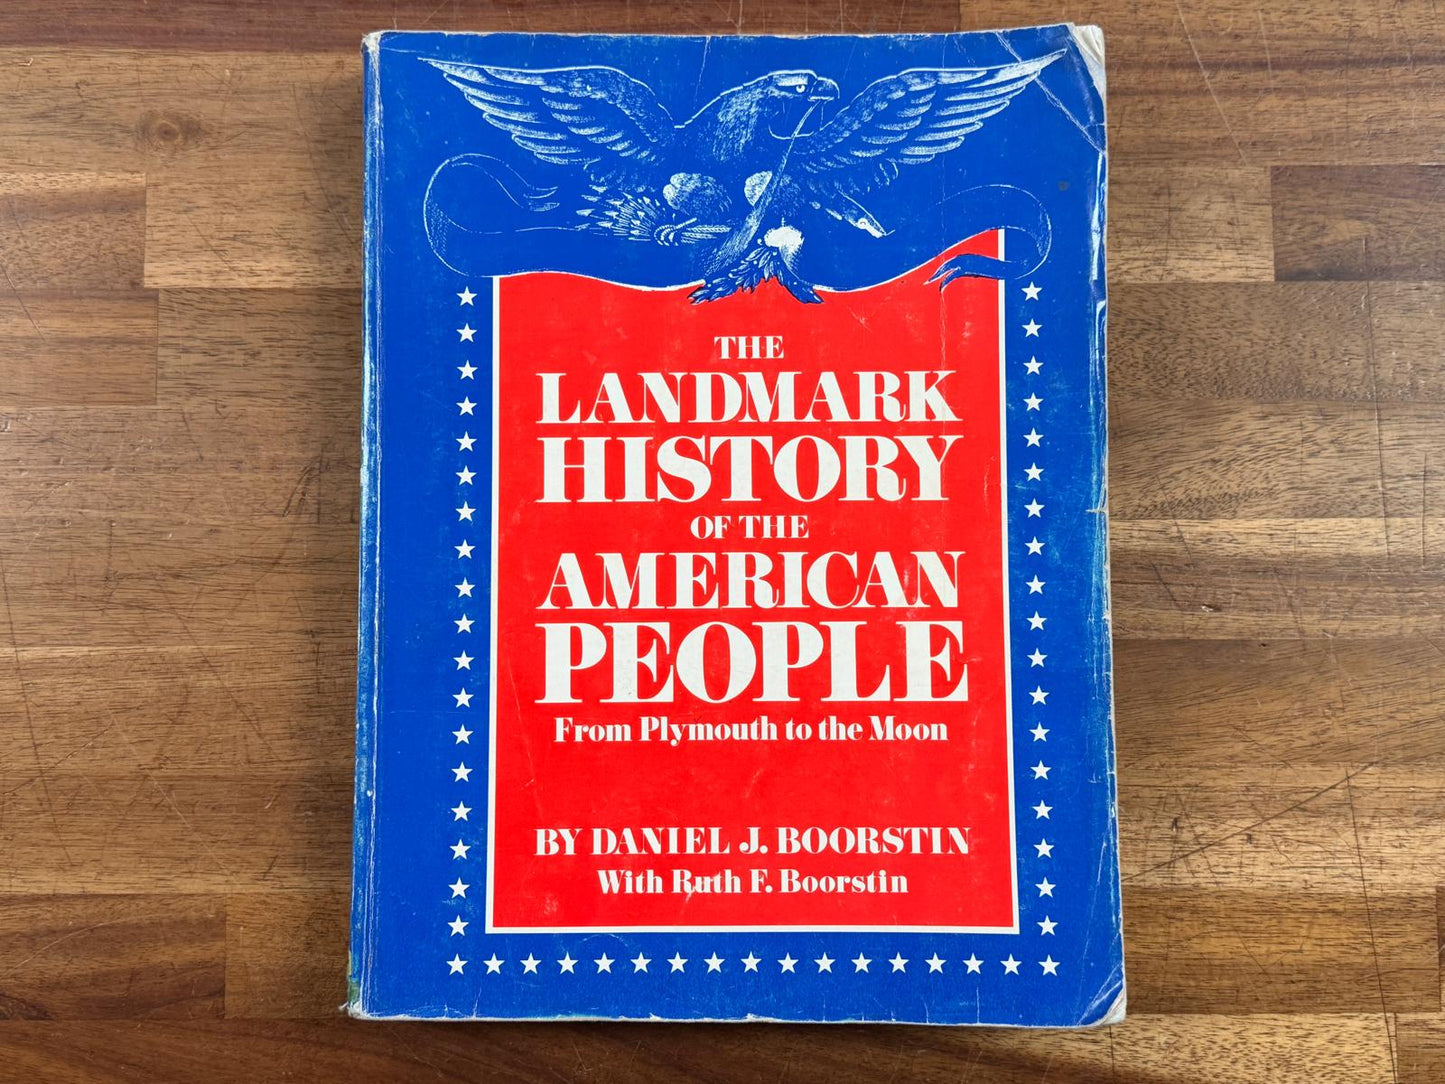 THE
LANDMARK
HISTORY
OF THE
AMERICAN
PEOPLE
From Plymouth to the Moon
BY DANIEL J. BOORSTIN
With Ruth F. Boorstin